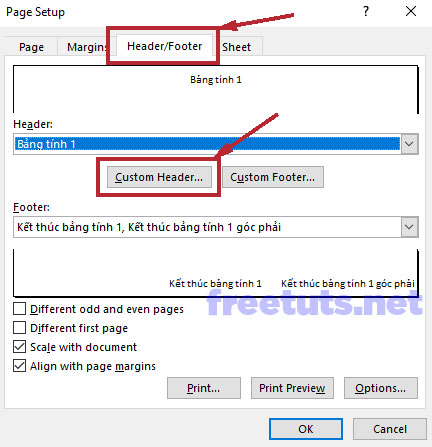 Page Setup
? ×
Page Margins Header/Footer Sheet
Bảng tính 1
Header:
Bảng tính 1
Custom Header... Custom Footer...
Footer:
Kết thúc bảng tính 1, Kết thúc bảng tính 1 góc phải
Kết thúc bảng tính 1 Kết thúc bảng tính 1 góc phải
freetuts.net
Different odd and even pages
Different first page
Scale with document
Align with page margins
Print... Print Preview Options...
OK Cancel